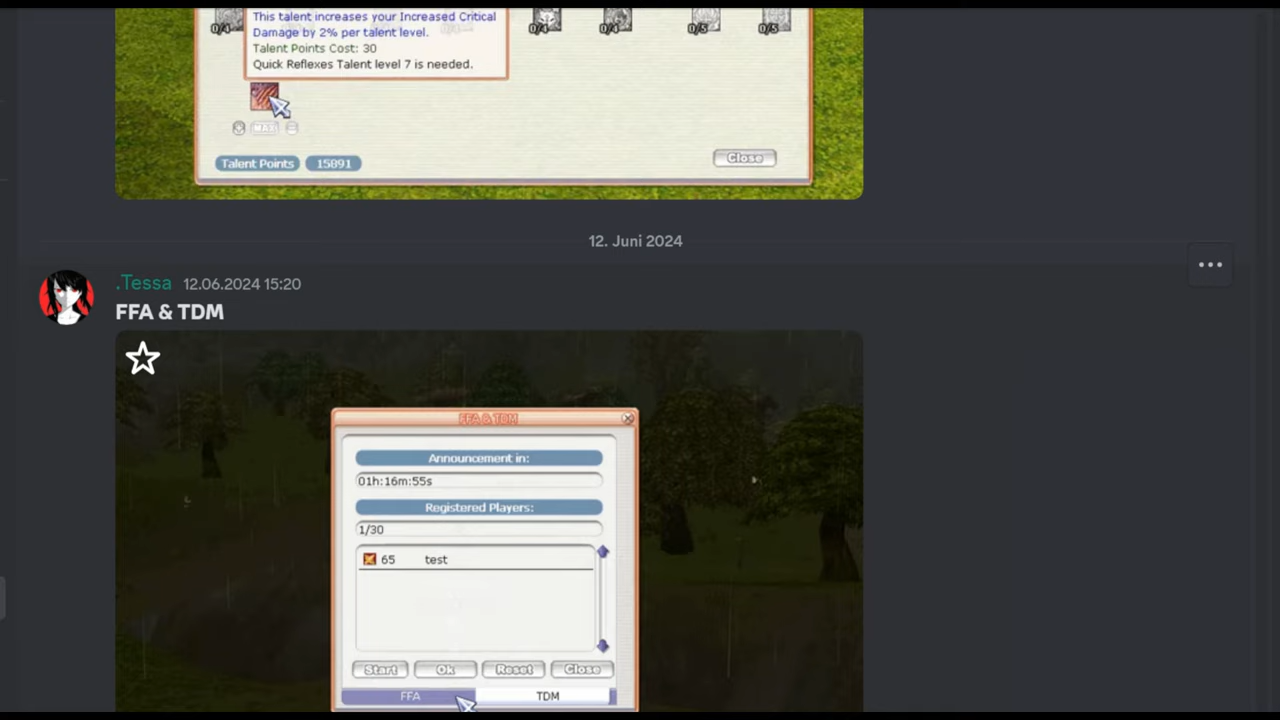 This talent increases your Increased Critical
Damage by 2% per talent level.
Talent Points Cost: 30
Quick Reflexes Talent level 7 is needed.
0/4 0/4 0/4 0/5 0/5
MAX
Talent Points 15891
Close
12. Juni 2024
.Tessa 12.06.2024 15:20
FFA & TDM
FFA & TDM
Announcement in:
01h:16m:55s
Registered Players:
1/30
65 test
Start Ok Reset Close
FFA TDM